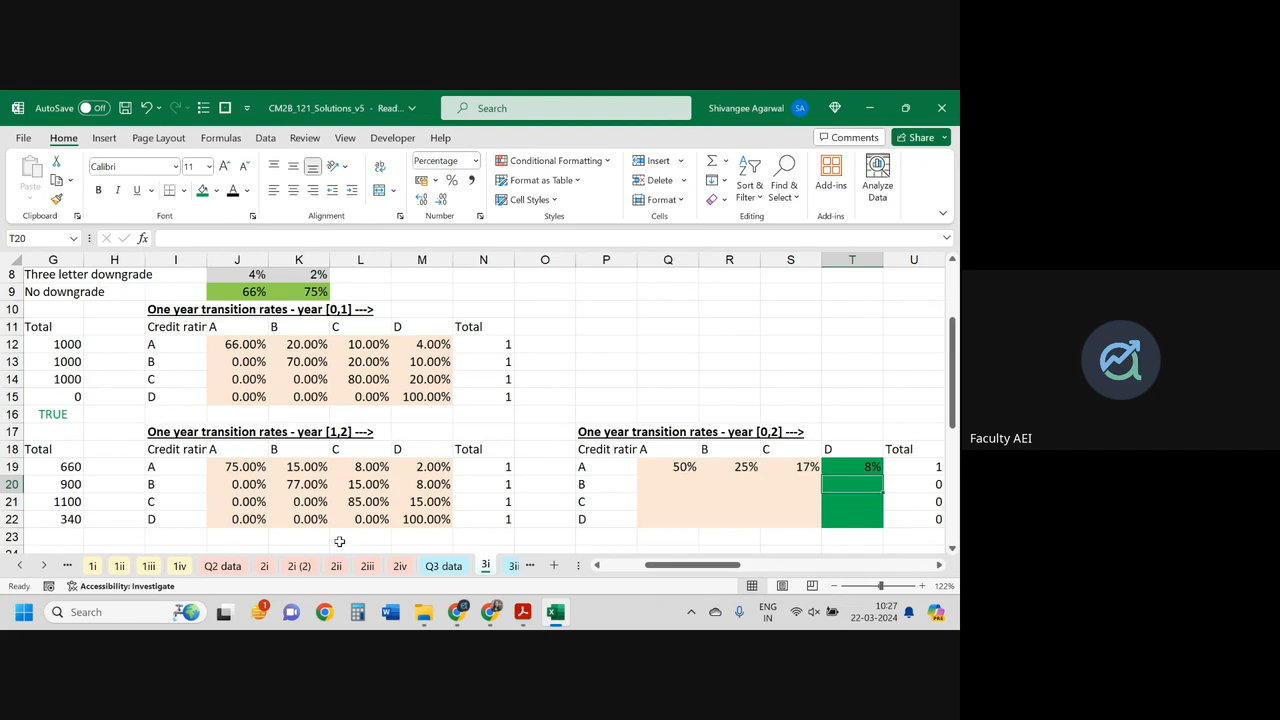 AutoSave Off CM2B_121_Solutions_v5 - Read... Search Shivangee Agarwal SA
File Home Insert Page Layout Formulas Data Review View Developer Help Comments Share
Paste Calibri 11 Percentage Conditional Formatting Format as Table Cell Styles Insert Delete Format Sort & Filter Find & Select Add-ins Analyze Data
Clipboard Font Alignment Number Styles Cells Editing Add-ins
T20 fx
G H I J K L M N O P Q R S T U
8 Three letter downgrade 4% 2%
9 No downgrade 66% 75%
10 One year transition rates - year [0,1] --->
11 Total Credit ratin A B C D Total
12 1000 A 66.00% 20.00% 10.00% 4.00% 1
13 1000 B 0.00% 70.00% 20.00% 10.00% 1
14 1000 C 0.00% 0.00% 80.00% 20.00% 1
15 0 D 0.00% 0.00% 0.00% 100.00% 1
16 TRUE
17 One year transition rates - year [1,2] ---> One year transition rates - year [0,2] --->
18 Total Credit ratin A B C D Total Credit ratin A B C D Total
19 660 A 75.00% 15.00% 8.00% 2.00% 1 A 50% 25% 17% 8% 1
20 900 B 0.00% 77.00% 15.00% 8.00% 1 B 0
21 1100 C 0.00% 0.00% 85.00% 15.00% 1 C 0
22 340 D 0.00% 0.00% 0.00% 100.00% 1 D 0
23
1i 1ii 1iii 1iv Q2 data 2i 2i (2) 2ii 2iii 2iv Q3 data 3i 3ii
Ready Accessibility: Investigate 122%
Search ENG IN 10:27 22-03-2024
Faculty AEI